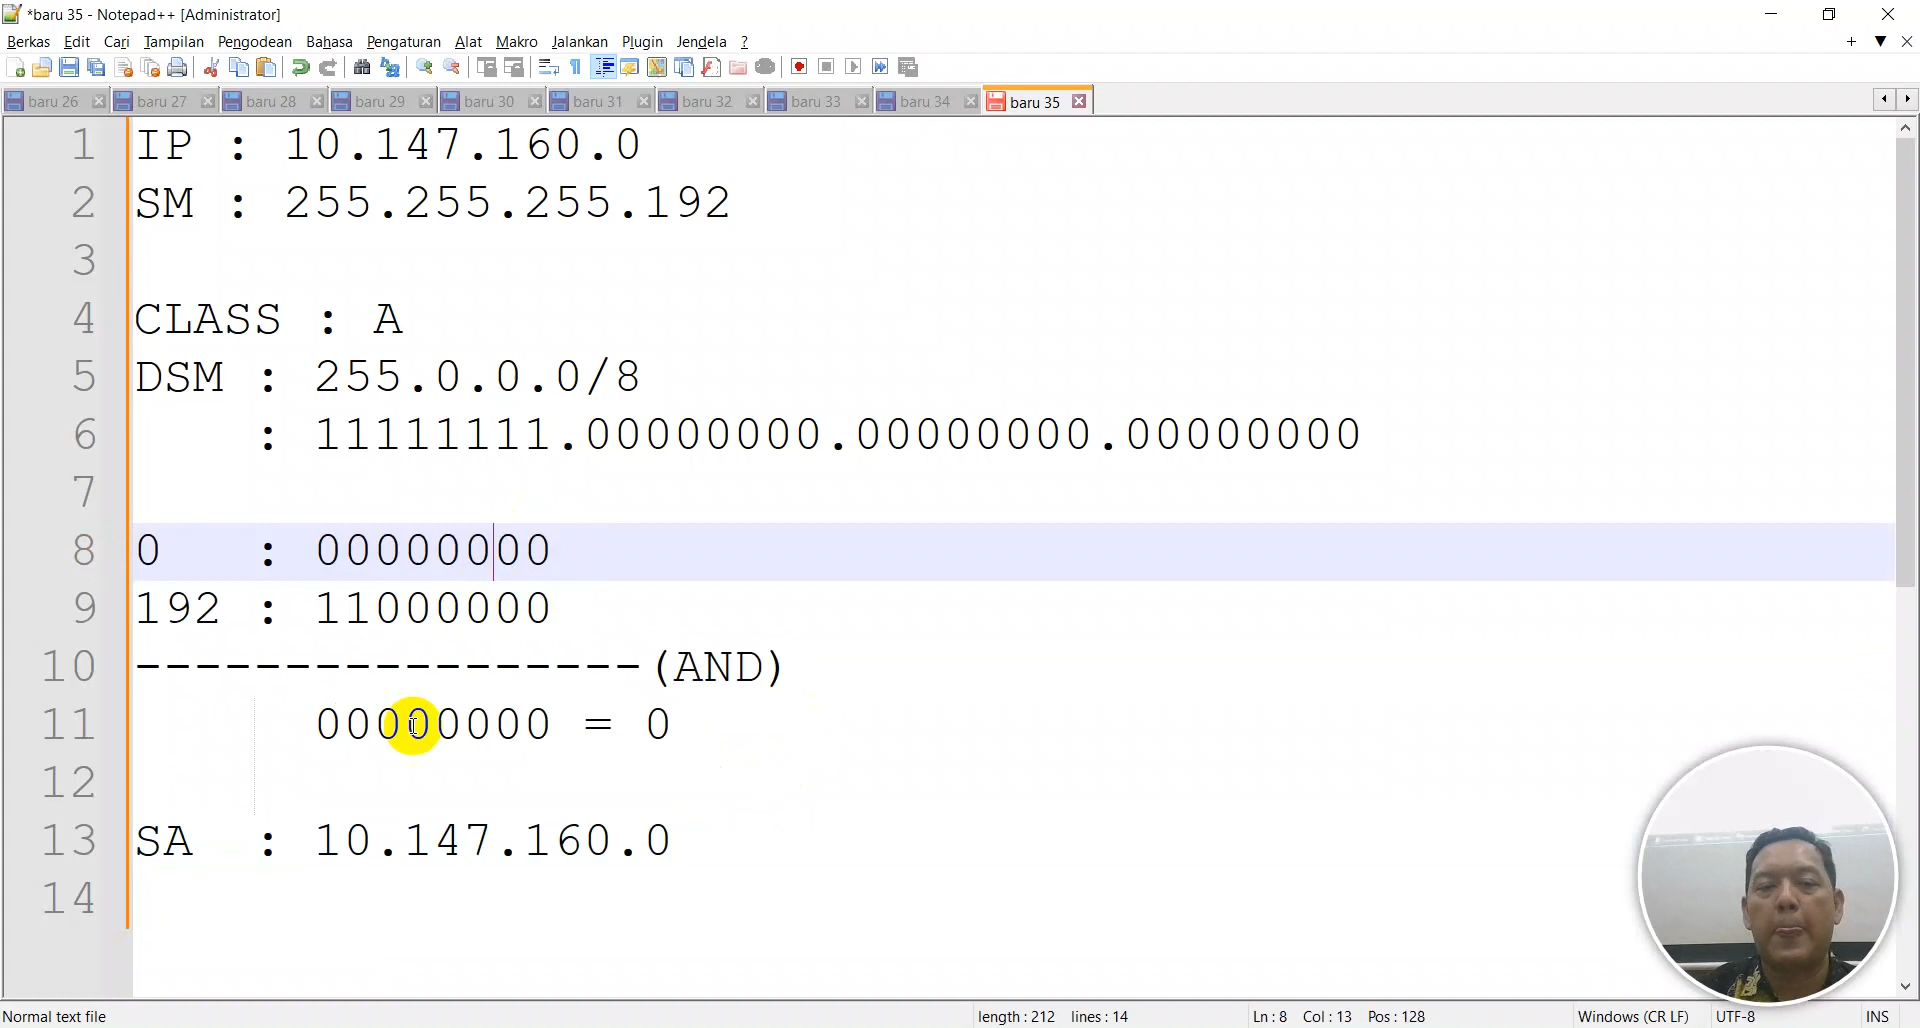 *baru 35 - Notepad++ [Administrator]
Berkas Edit Cari Tampilan Pengodean Bahasa Pengaturan Alat Makro Jalankan Plugin Jendela ?
baru 26 baru 27 baru 28 baru 29 baru 30 baru 31 baru 32 baru 33 baru 34 baru 35
1 IP : 10.147.160.0
2 SM : 255.255.255.192
3
4 CLASS : A
5 DSM : 255.0.0.0/8
6 : 11111111.00000000.00000000.00000000
7
8 0 : 00000000
9 192 : 11000000
10 -----------------(AND)
11 00000000 = 0
12
13 SA : 10.147.160.0
14
Normal text file length : 212 lines : 14 Ln : 8 Col : 13 Pos : 128 Windows (CR LF) UTF-8 INS